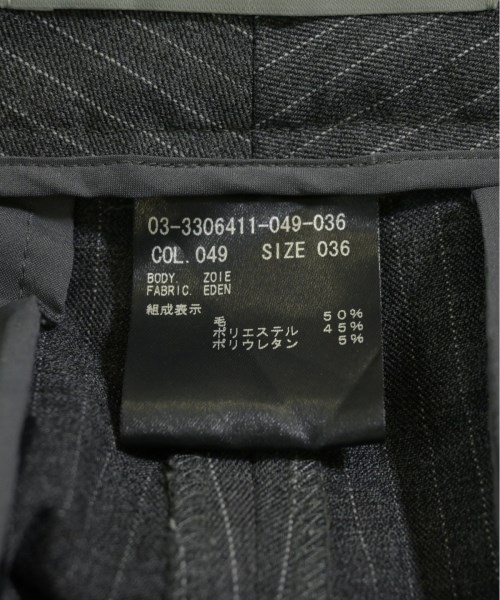 03-3306411-049-036
COL.049 SIZE 036
BODY. ZOIE
FABRIC. EDEN
組成表示
毛 50%
ポリエステル 45%
ポリウレタン 5%